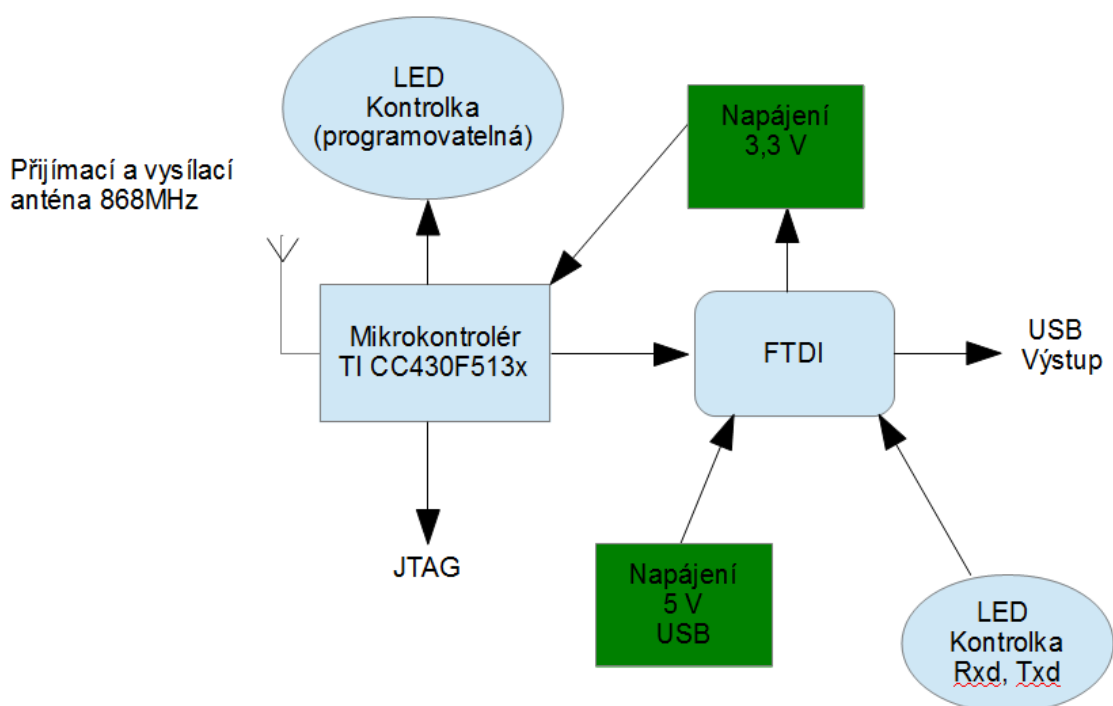 LED
Kontrolka
(programovatelná)
Napájení
3,3 V
Přijímací a vysílací
anténa 868MHz
Mikrokontrolér
TI CC430F513x
FTDI
USB
Výstup
JTAG
Napájení
5 V
USB
LED
Kontrolka
Rxd, Txd